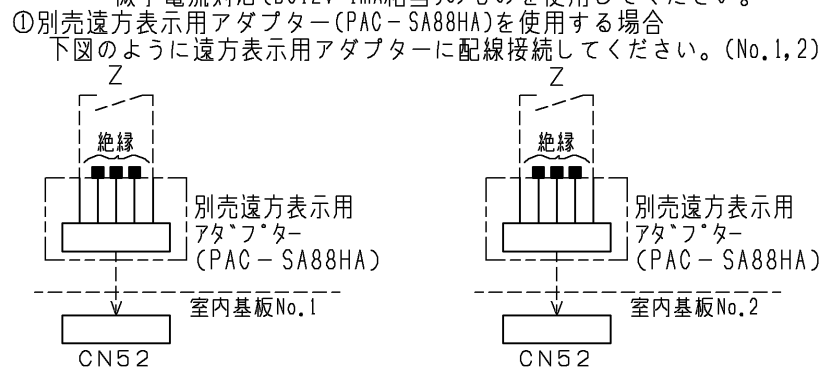 ①別売遠方表示用アダプター(PAC-SA88HA)を使用する場合
下図のように遠方表示用アダプターに配線接続してください。(No.1,2)
Z
絶縁
別売遠方表示用
アダプター
(PAC-SA88HA)
室内基板No.1
CN52
Z
絶縁
別売遠方表示用
アダプター
(PAC-SA88HA)
室内基板No.2
CN52